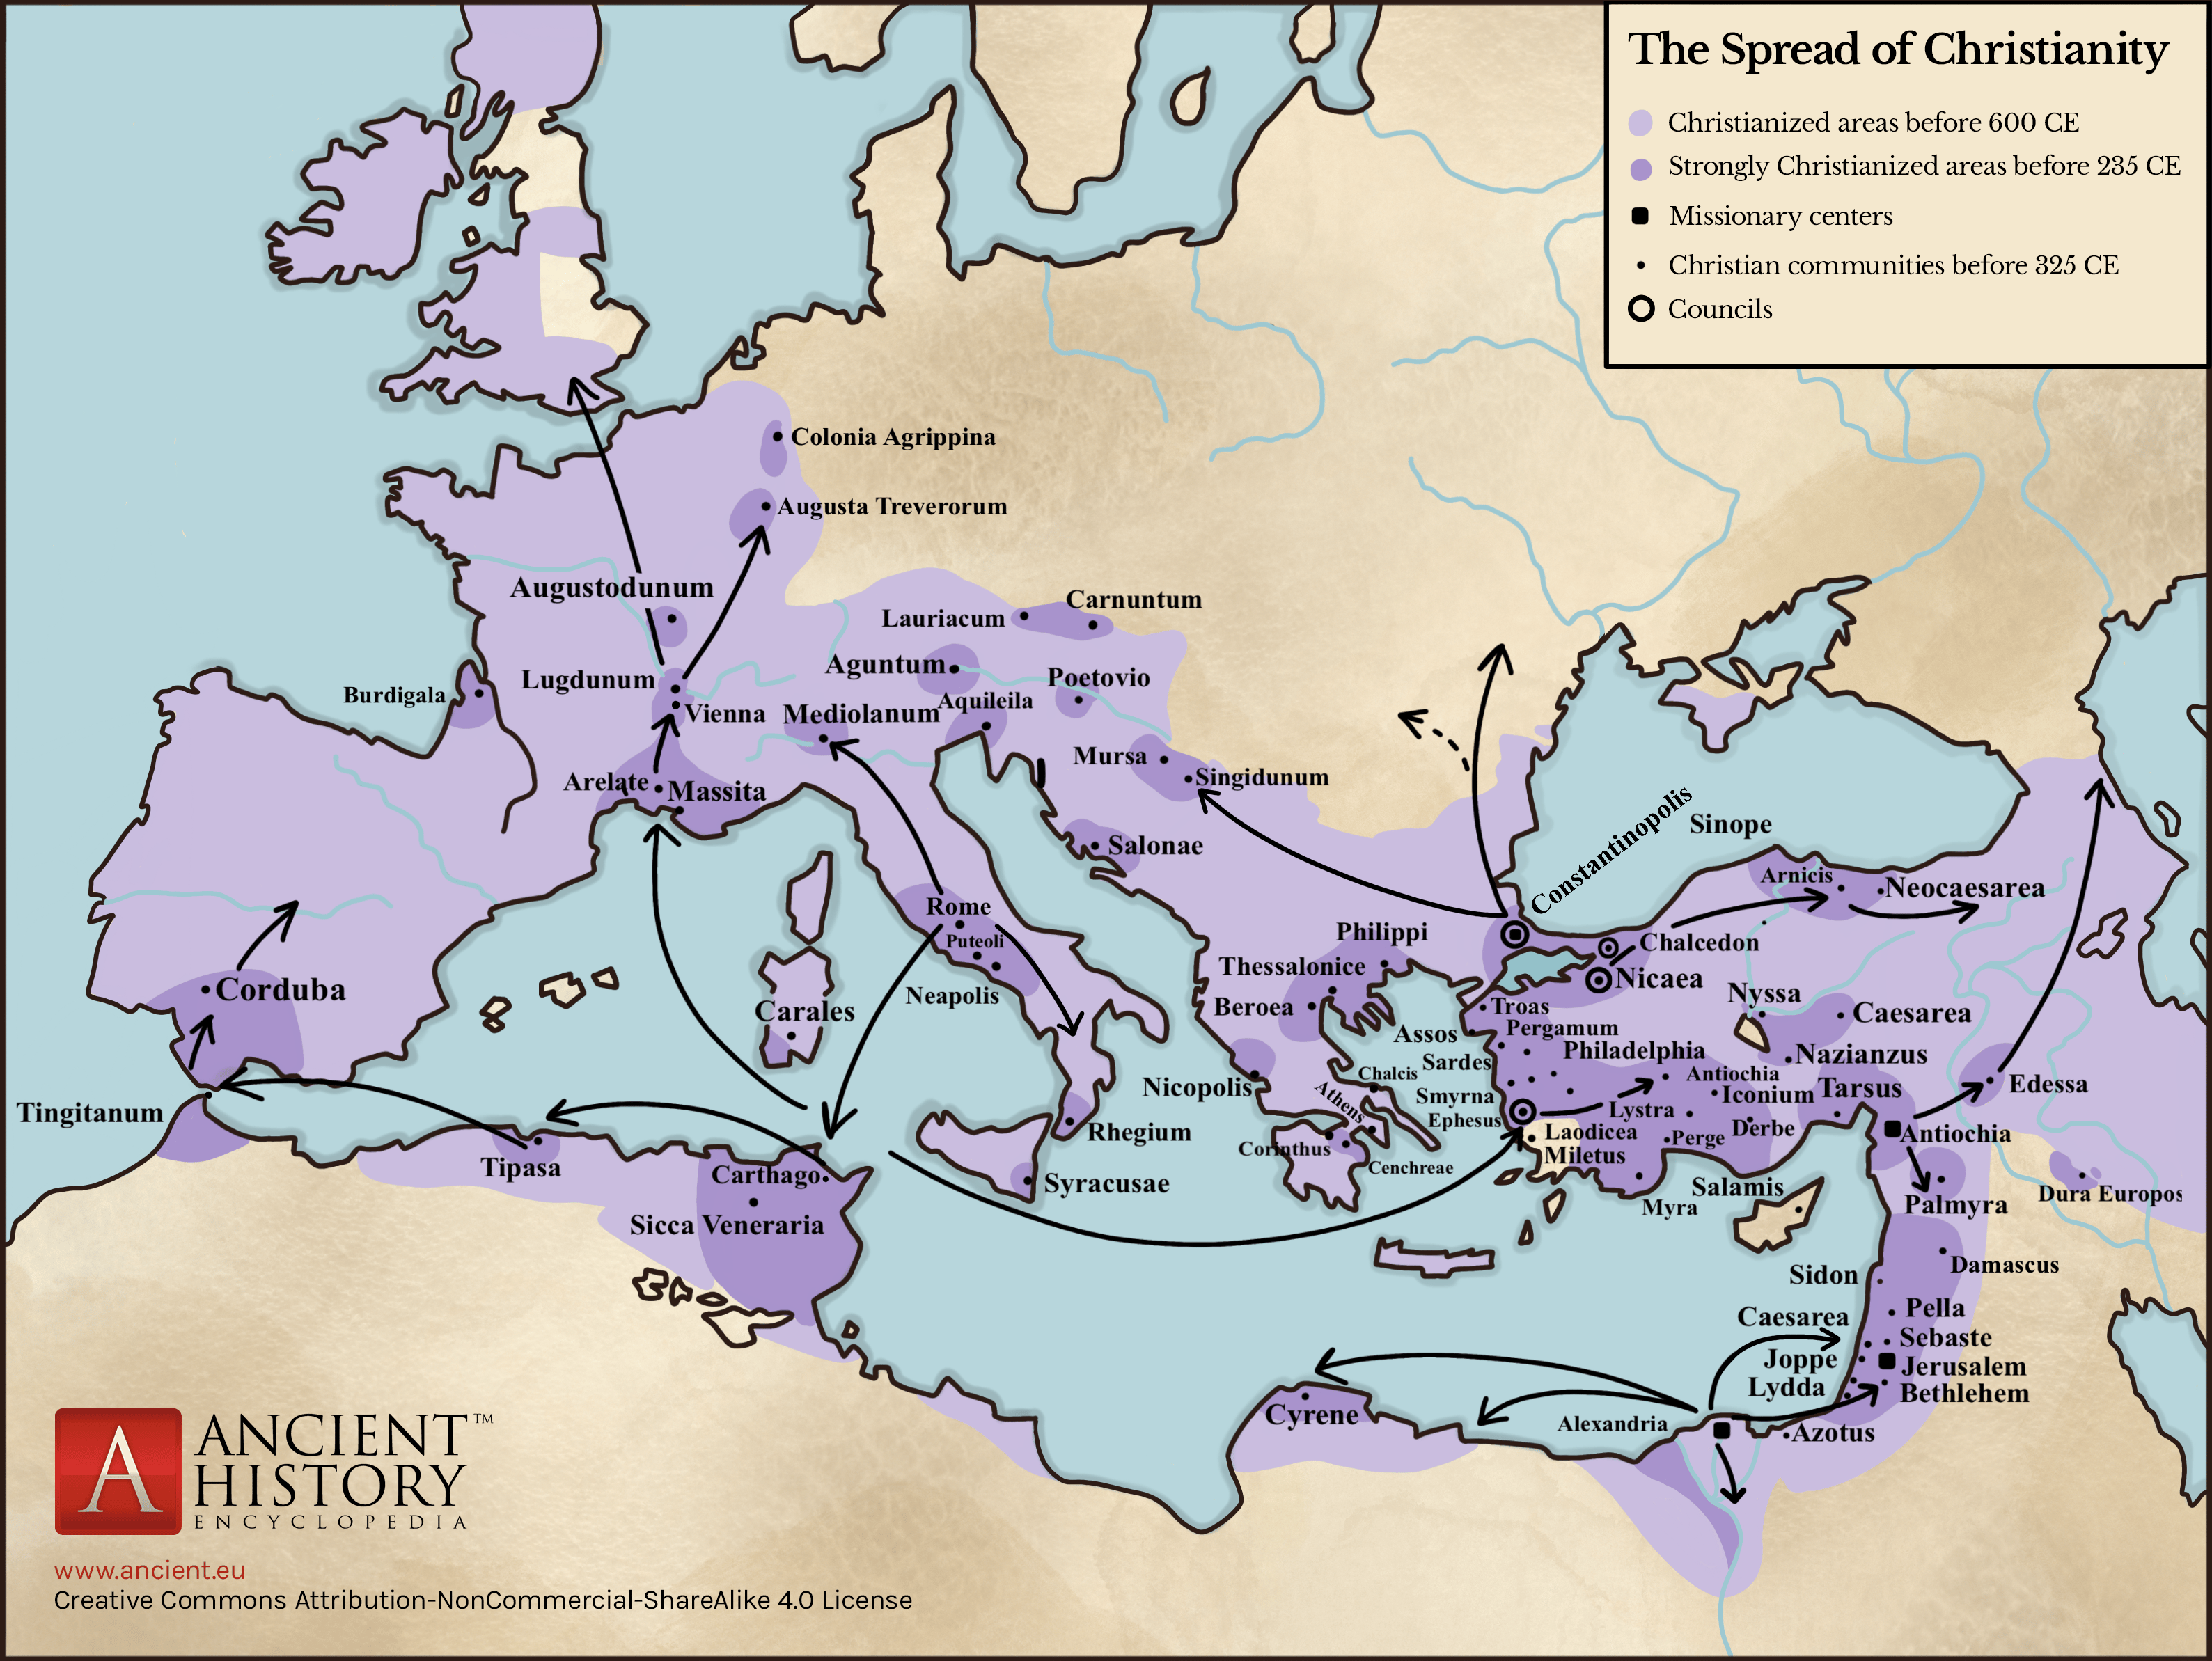 The Spread of Christianity
Christianized areas before 600 CE
Strongly Christianized areas before 235 CE
Missionary centers
Christian communities before 325 CE
Councils
Colonia Agrippina
Augusta Treverorum
Augustodunum
Lauriacum
Carnuntum
Lugdunum
Aguntum
Poetovio
Burdigala
Vienna
Mediolanum
Aquileila
Mursa
Singidunum
Arelate
Massita
Salonae
Constantinopolis
Sinope
Arnicis
Neocaesarea
Rome
Puteoli
Neapolis
Philippi
Chalcedon
Thessalonice
Nicaea
Corduba
Carales
Beroea
Troas
Nyssa
Caesarea
Assos
Pergamum
Sardes
Philadelphia
Nazianzus
Chalcis
Antiochia
Nicopolis
Athens
Smyrna
Iconium
Tarsus
Edessa
Tingitanum
Ephesus
Lystra
Rhegium
Corinthus
Laodicea
Perge
Derbe
Antiochia
Tipasa
Carthago
Syracusae
Cenchreae
Miletus
Salamis
Myra
Palmyra
Dura Europos
Sicca Veneraria
Damascus
Sidon
Pella
Caesarea
Sebaste
Joppe
Jerusalem
Lydda
Bethlehem
Cyrene
Alexandria
Azotus
A
ANCIENT™
HISTORY
ENCYCLOPEDIA
www.ancient.eu
Creative Commons Attribution-NonCommercial-ShareAlike 4.0 License